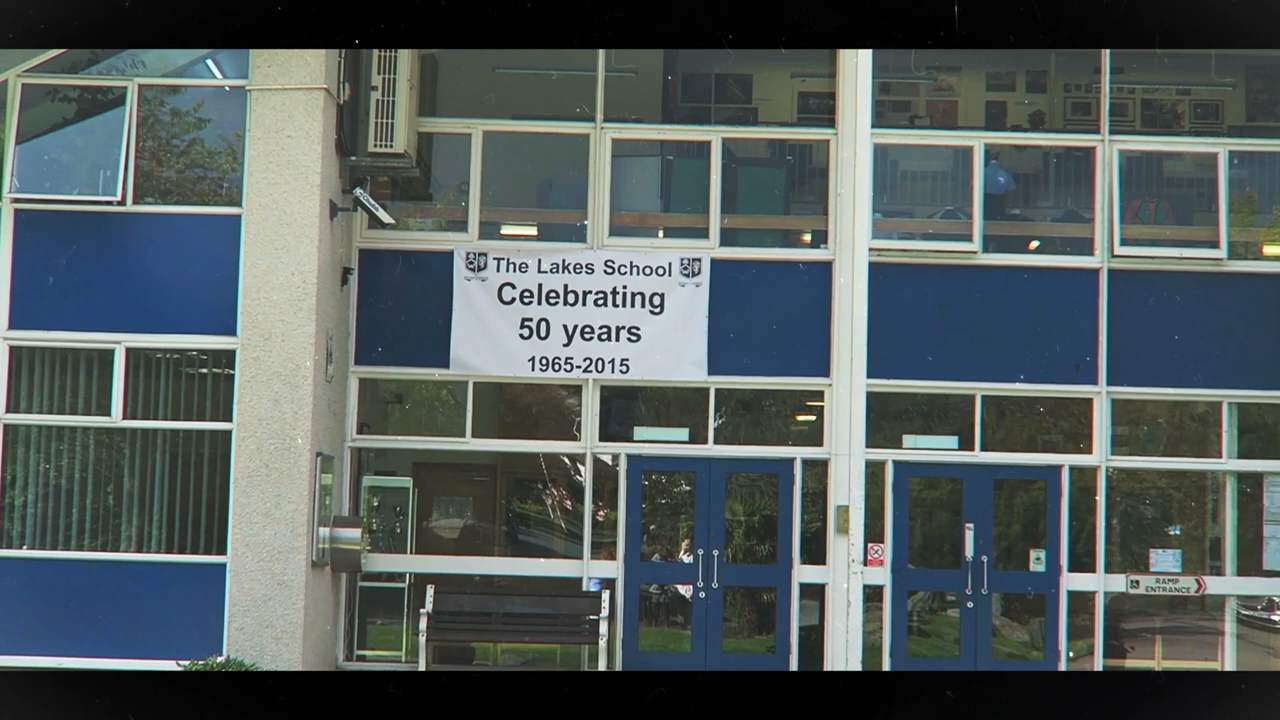 The Lakes School
Celebrating
50 years
1965-2015
RAMP
ENTRANCE